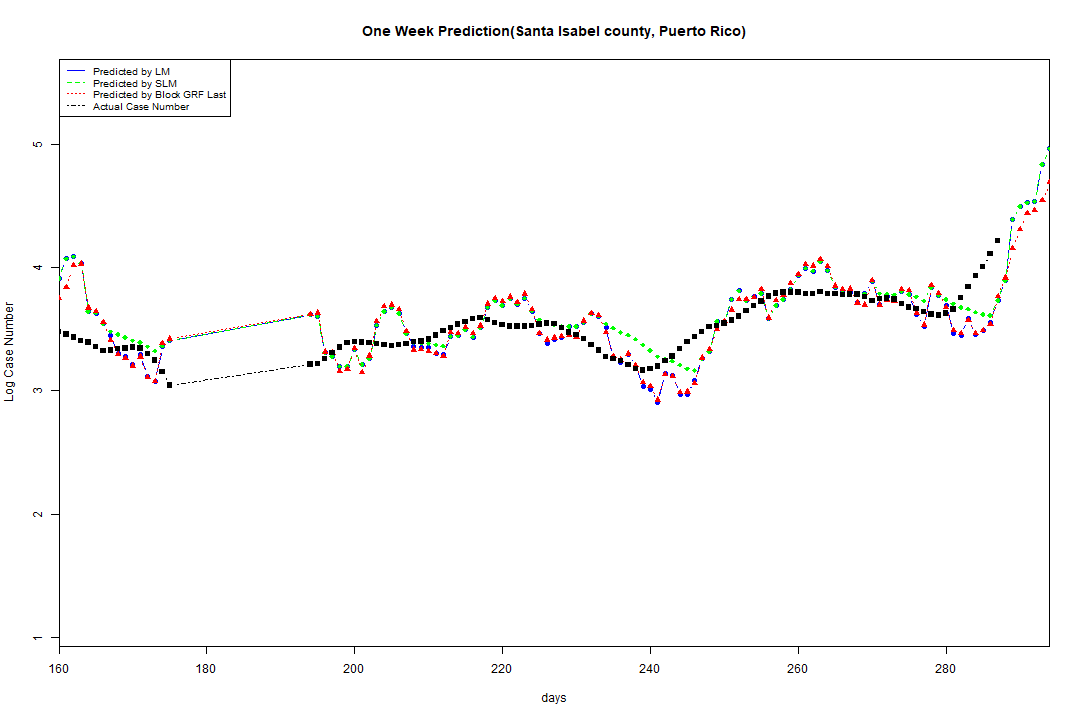 One Week Prediction(Santa Isabel county, Puerto Rico)
Predicted by LM
Predicted by SLM
Predicted by Block GRF Last
Actual Case Number
5
4
3
2
1
Log Case Number
160 180 200 220 240 260 280
days